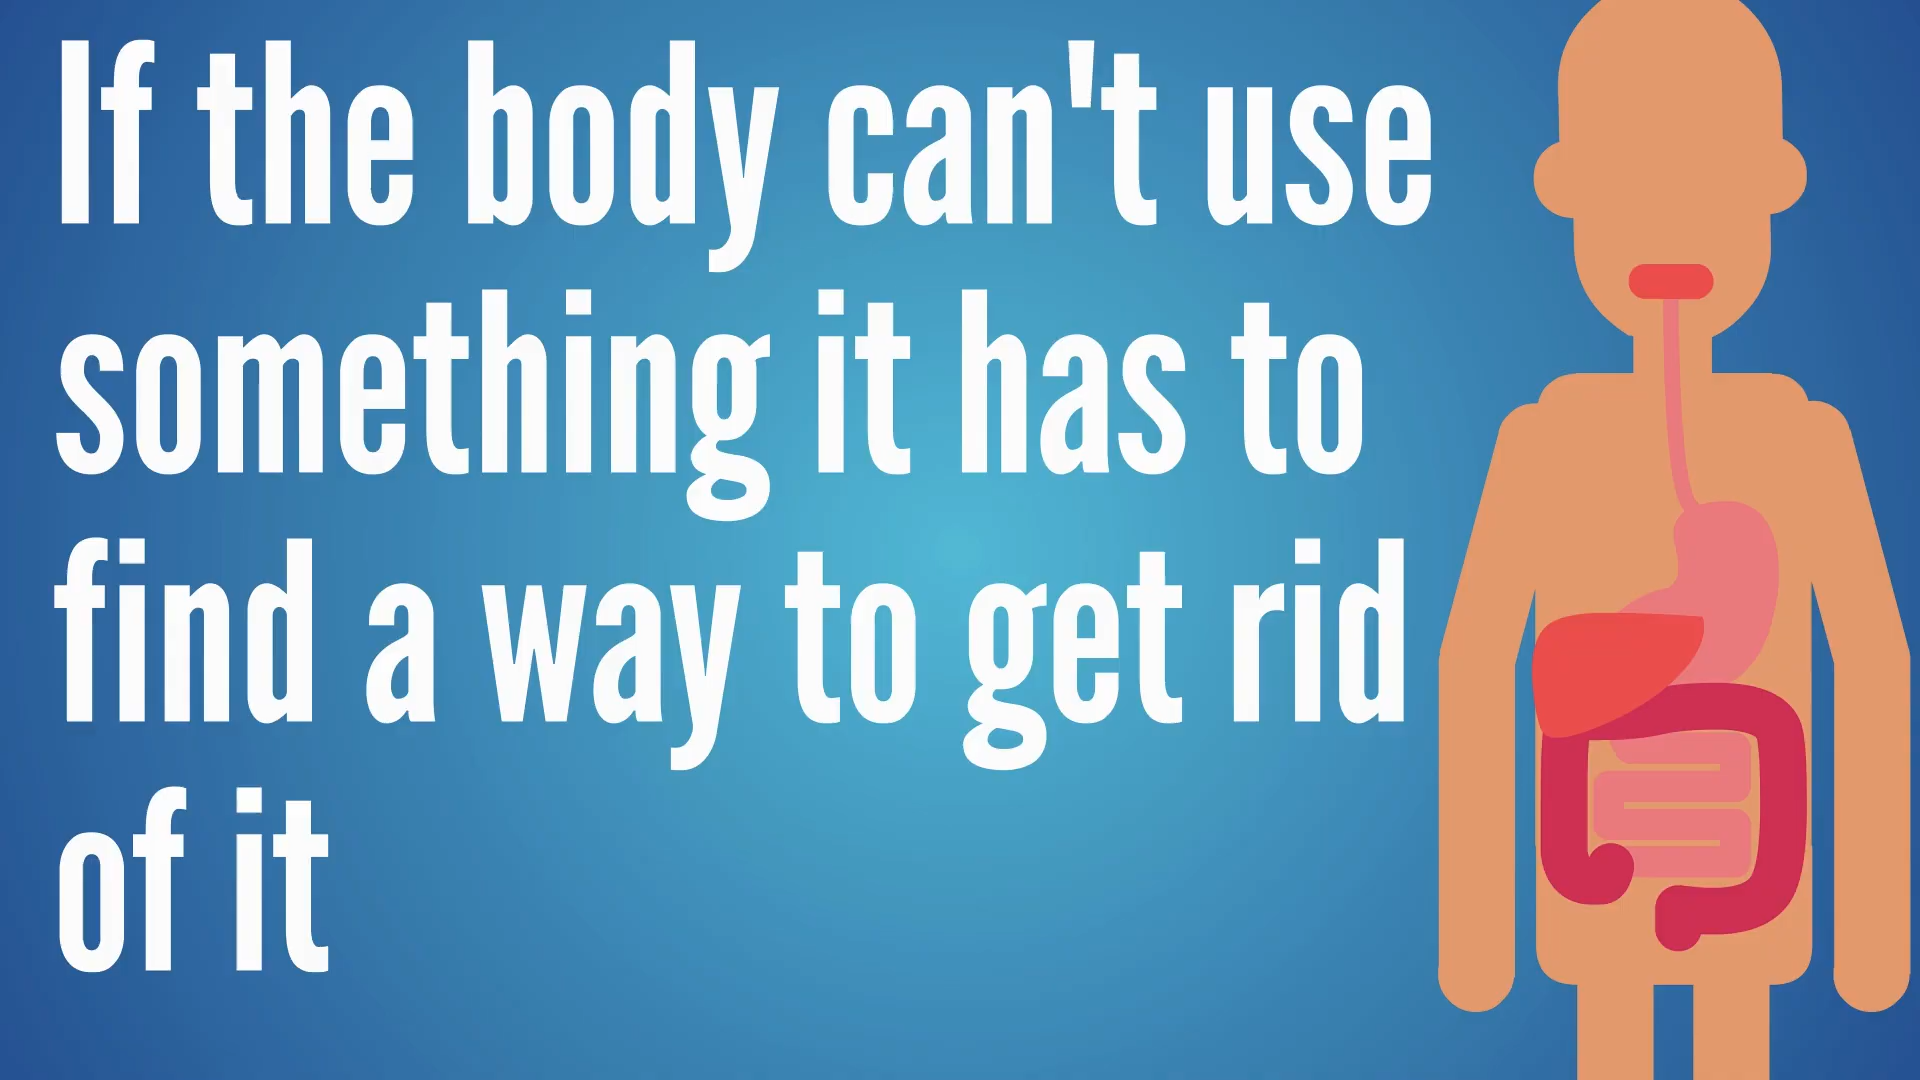 If the body can't use
something it has to
find a way to get rid
of it